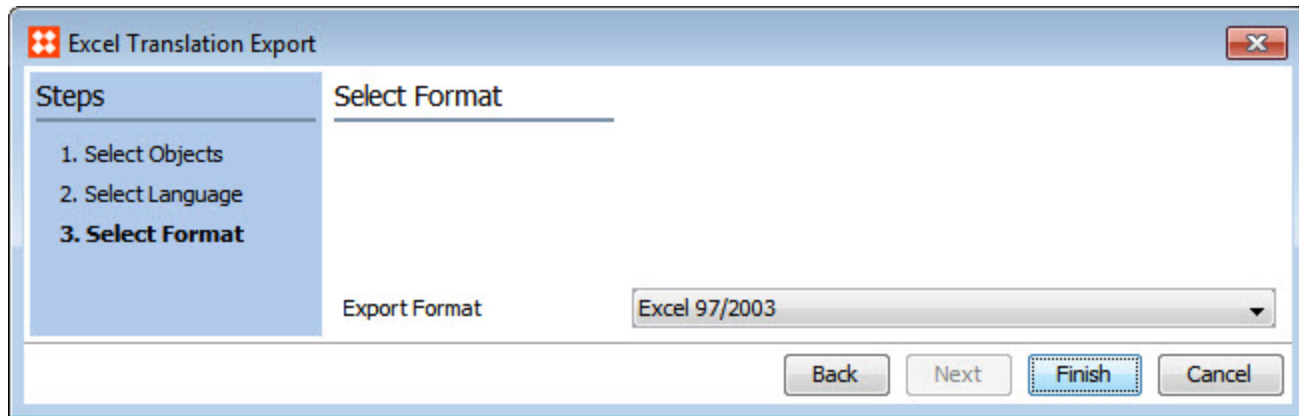 Excel Translation Export
Steps
Select Format
1. Select Objects
2. Select Language
3. Select Format
Export Format
Excel 97/2003
Back
Next
Finish
Cancel